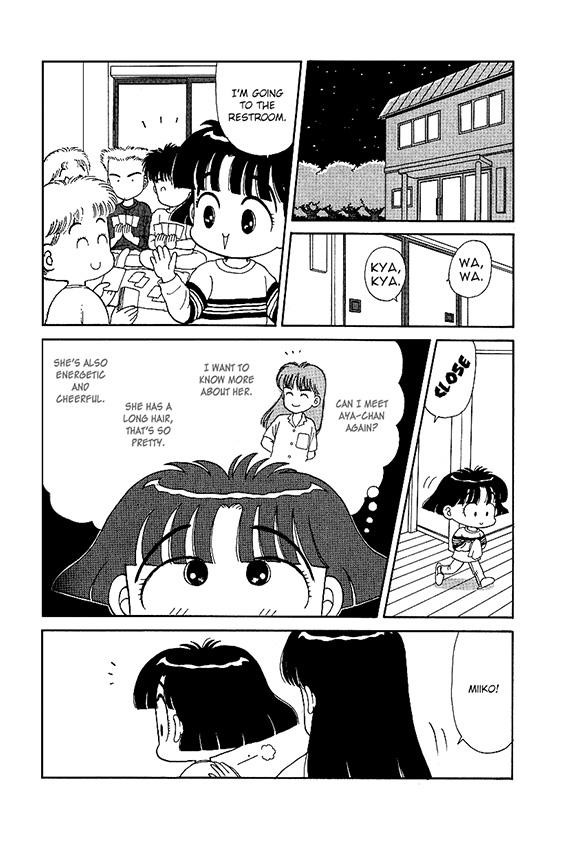 WA,
WA.
KYA,
KYA.
I'M GOING
TO THE
RESTROOM.
CLOSE
CAN I MEET
AYA-CHAN
AGAIN?
I WANT TO
KNOW MORE
ABOUT HER.
SHE HAS A
LONG HAIR,
THAT'S SO
PRETTY.
SHE'S ALSO
ENERGETIC
AND
CHEERFUL.
MIIKO!